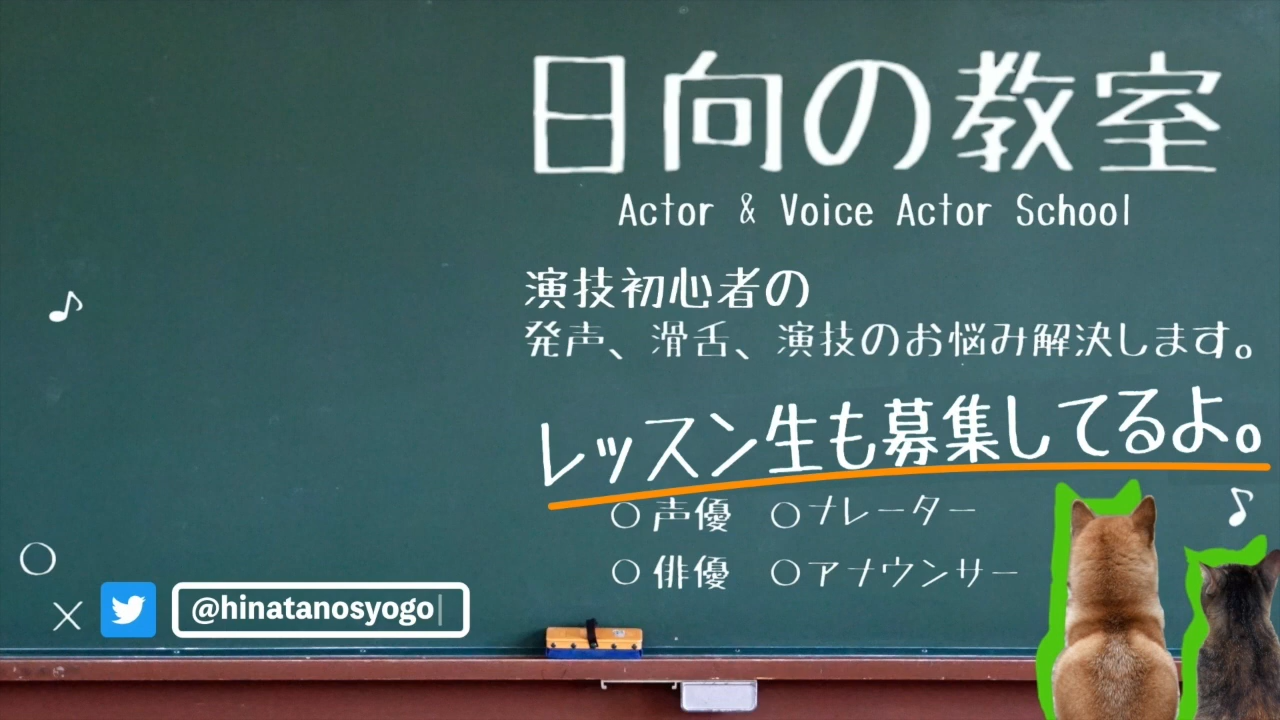 日向の教室
Actor & Voice Actor School
演技初心者の
発声、滑舌、演技のお悩み解決します。
レッスン生も募集してるよ。
○声優 ○ナレーター
○俳優 ○アナウンサー
@hinatanosyogo